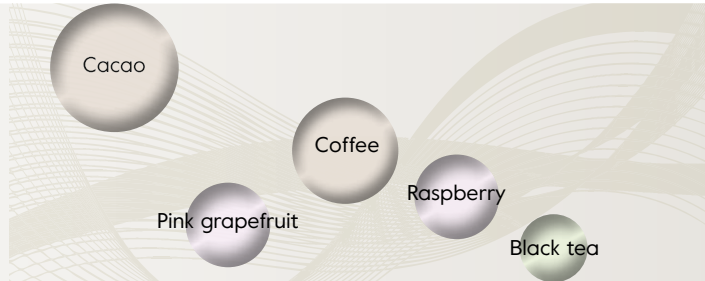 Cacao
Coffee
Raspberry
Pink grapefruit
Black tea